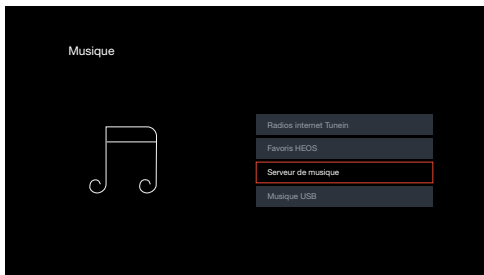 Musique
Radios internet Tunein
Favoris HEOS
Serveur de musique
Musique USB